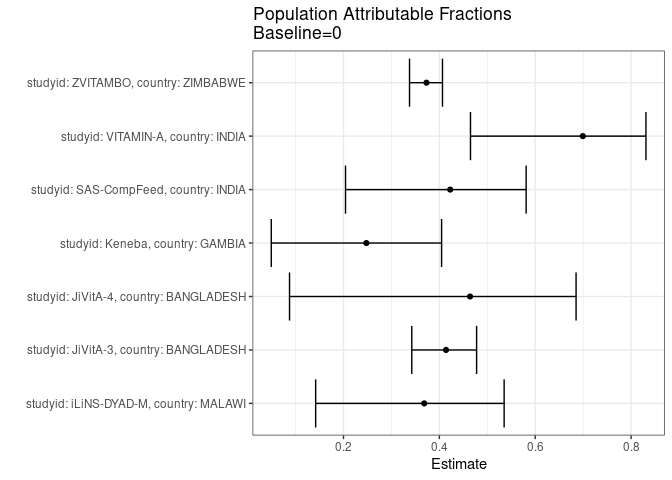 Population Attributable Fractions
Baseline=0
studyid: ZVITAMBO, country: ZIMBABWE
studyid: VITAMIN-A, country: INDIA
studyid: SAS-CompFeed, country: INDIA
studyid: Keneba, country: GAMBIA
studyid: JiVitA-4, country: BANGLADESH
studyid: JiVitA-3, country: BANGLADESH
studyid: iLiNS-DYAD-M, country: MALAWI
0.2 0.4 0.6 0.8
Estimate